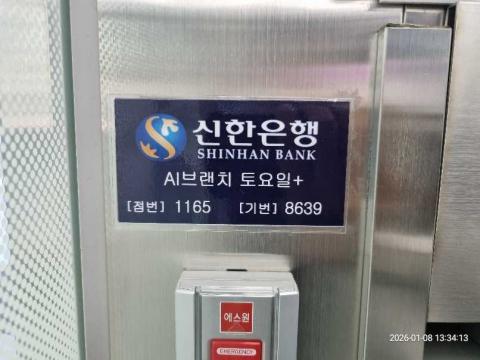 신한은행
SHINHAN BANK
AI브랜치 토요일+
[점번] 1165 [기번] 8639
에스원
EMERGENCY
2026-01-08 13:34:13